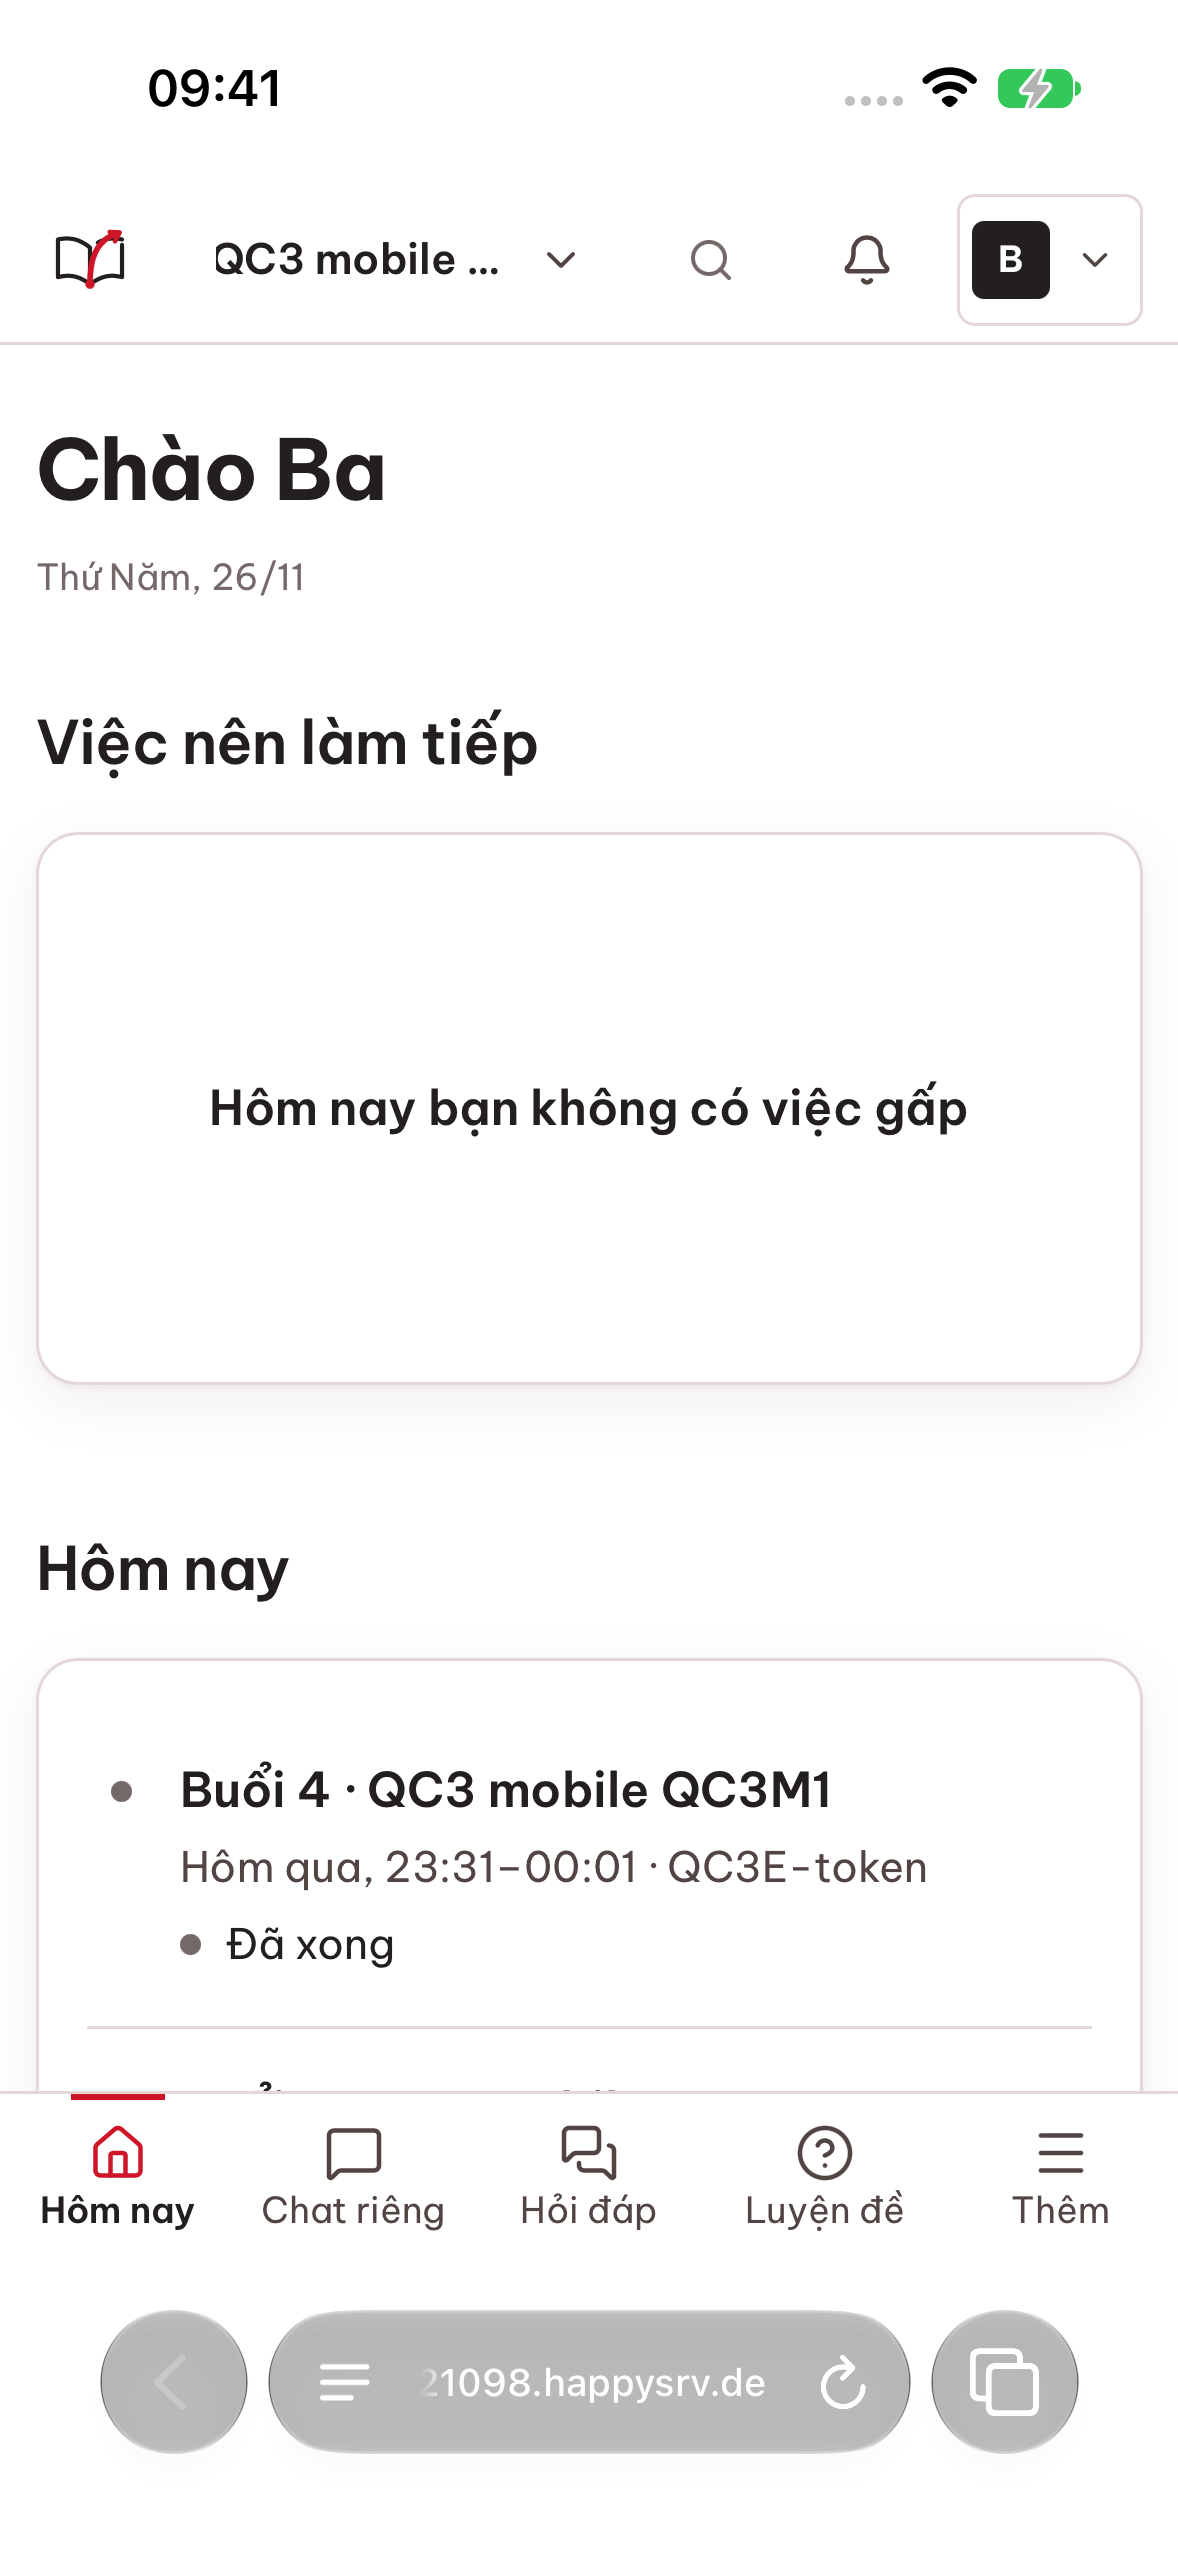 09:41
QC3 mobile ...
B
Chào Ba
Thứ Năm, 26/11
Việc nên làm tiếp
Hôm nay bạn không có việc gấp
Hôm nay
Buổi 4 · QC3 mobile QC3M1
Hôm qua, 23:31–00:01 · QC3E-token
Đã xong
Hôm nay
Chat riêng
Hỏi đáp
Luyện đề
Thêm
21098.happysrv.de